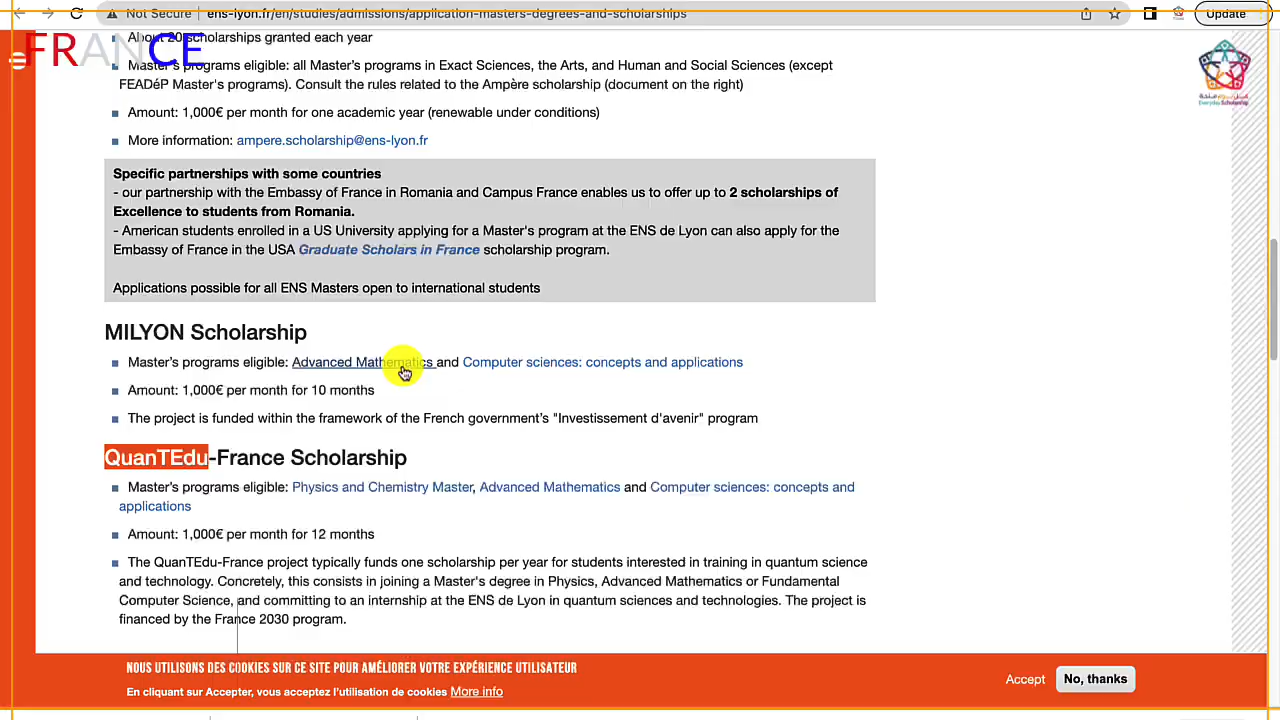 Not Secure | ens-lyon.fr/en/studies/admissions/application-masters-degrees-and-scholarships
Update
FRANCE
About 20 scholarships granted each year
Master's programs eligible: all Master's programs in Exact Sciences, the Arts, and Human and Social Sciences (except
FEADéP Master's programs). Consult the rules related to the Ampère scholarship (document on the right)
Everyday Scholarship
Amount: 1,000€ per month for one academic year (renewable under conditions)
More information: ampere.scholarship@ens-lyon.fr
Specific partnerships with some countries
- our partnership with the Embassy of France in Romania and Campus France enables us to offer up to 2 scholarships of
Excellence to students from Romania.
- American students enrolled in a US University applying for a Master's program at the ENS de Lyon can also apply for the
Embassy of France in the USA Graduate Scholars in France scholarship program.
Applications possible for all ENS Masters open to international students
MILYON Scholarship
Master's programs eligible: Advanced Mathematics and Computer sciences: concepts and applications
Amount: 1,000€ per month for 10 months
The project is funded within the framework of the French government's "Investissement d'avenir" program
QuanTEdu-France Scholarship
Master's programs eligible: Physics and Chemistry Master, Advanced Mathematics and Computer sciences: concepts and
applications
Amount: 1,000€ per month for 12 months
The QuanTEdu-France project typically funds one scholarship per year for students interested in training in quantum science
and technology. Concretely, this consists in joining a Master's degree in Physics, Advanced Mathematics or Fundamental
Computer Science, and committing to an internship at the ENS de Lyon in quantum sciences and technologies. The project is
financed by the France 2030 program.
NOUS UTILISONS DES COOKIES SUR CE SITE POUR AMÉLIORER VOTRE EXPÉRIENCE UTILISATEUR
En cliquant sur Accepter, vous acceptez l'utilisation de cookies More info
Accept
No, thanks